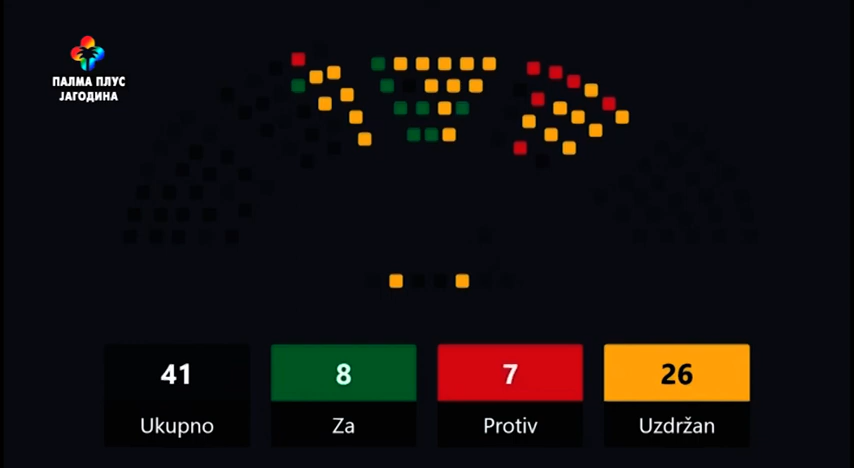 ПАЛМА ПЛУС
ЈАГОДИНА
41
8
7
26
Ukupno
Za
Protiv
Uzdržan